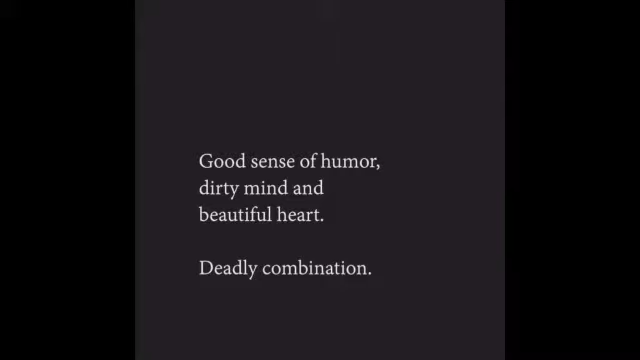 Good sense of humor,
dirty mind and
beautiful heart.
Deadly combination.